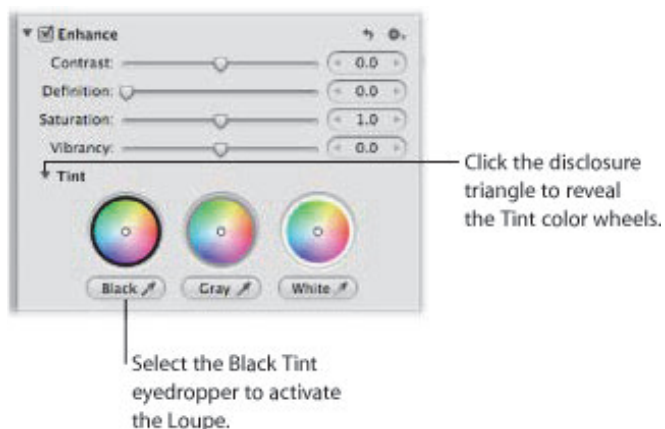 Enhance
Contrast: 0.0
Definition: 0.0
Saturation: 1.0
Vibrancy: 0.0
Tint
Click the disclosure
triangle to reveal
the Tint color wheels.
Black Gray White
Select the Black Tint
eyedropper to activate
the Loupe.